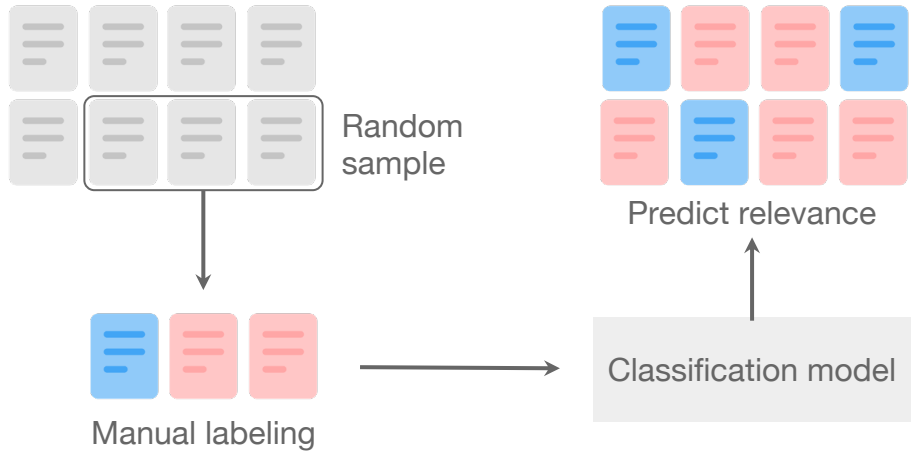 Random
sample
Predict relevance
Classification model
Manual labeling